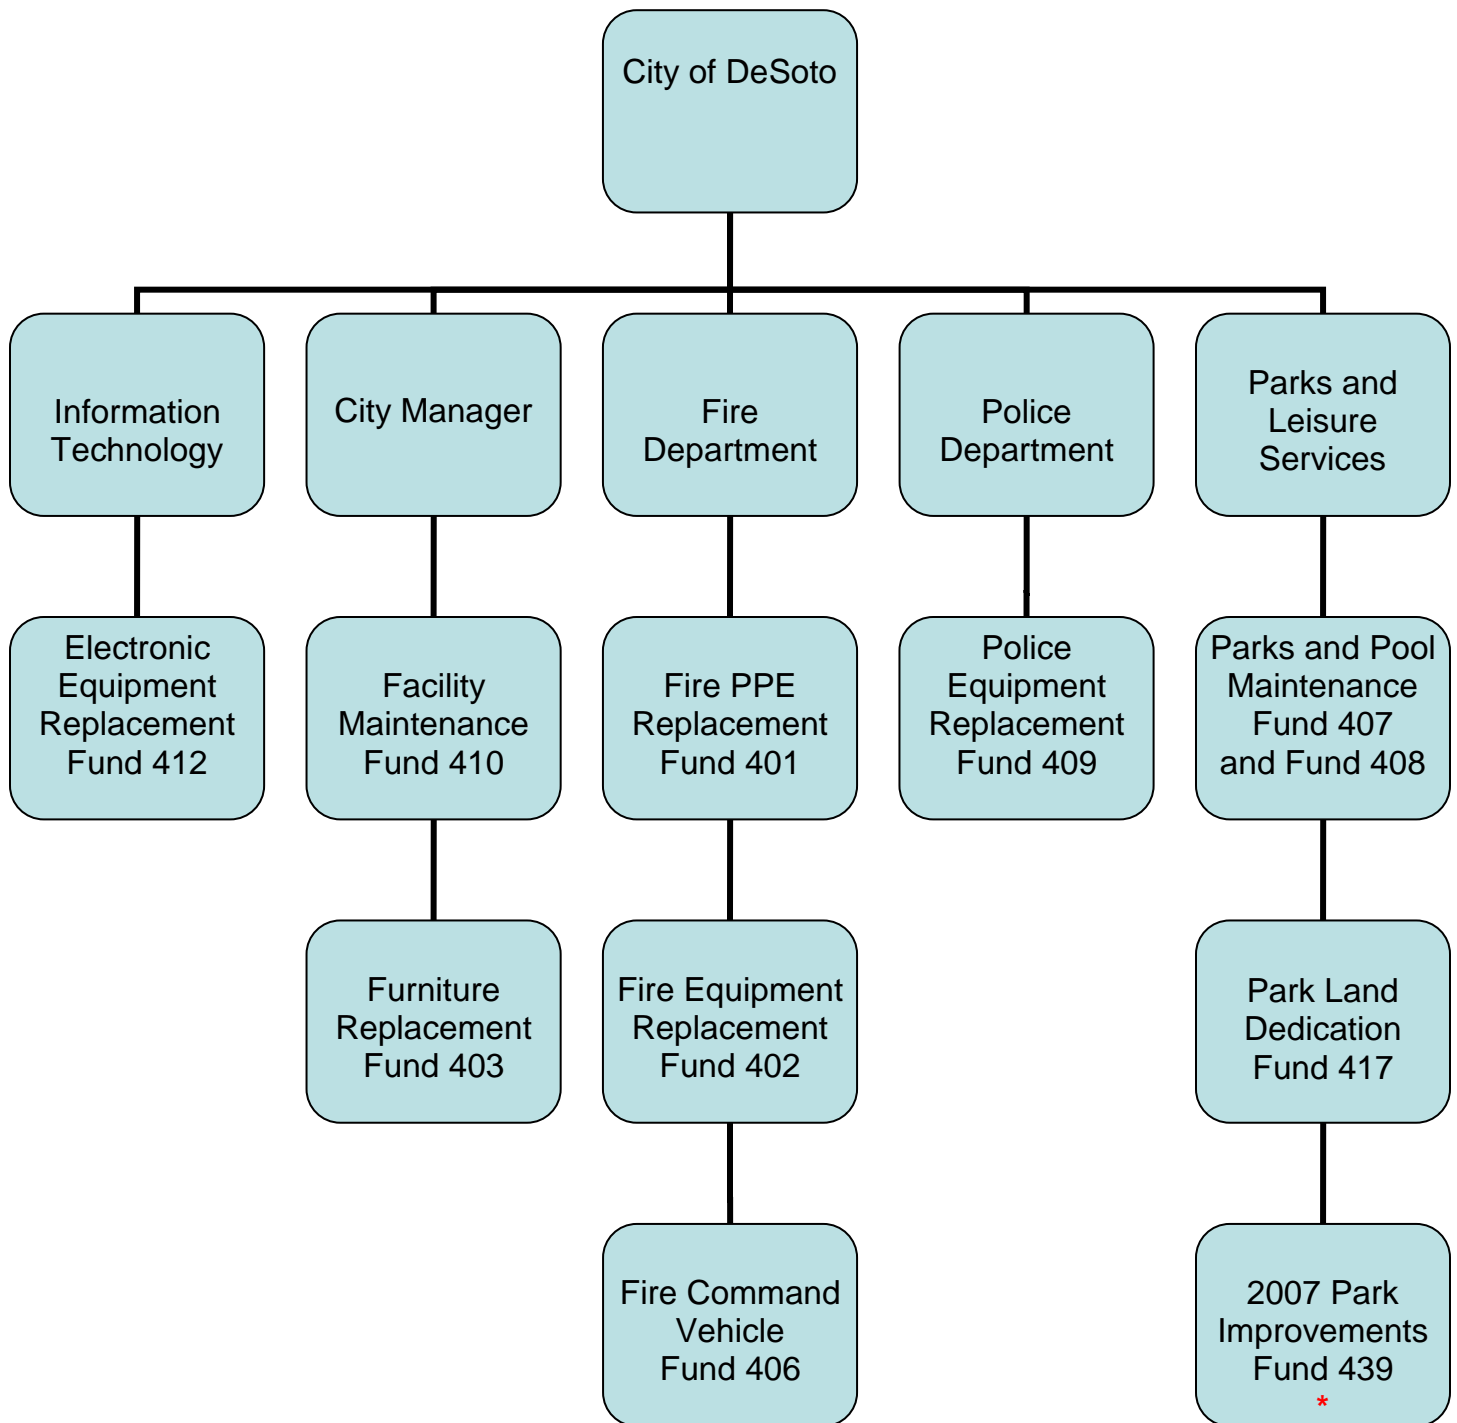 City of DeSoto
Information
Technology
City Manager
Fire
Department
Police
Department
Parks and
Leisure
Services
Electronic
Equipment
Replacement
Fund 412
Facility
Maintenance
Fund 410
Fire PPE
Replacement
Fund 401
Police
Equipment
Replacement
Fund 409
Parks and Pool
Maintenance
Fund 407
and Fund 408
Furniture
Replacement
Fund 403
Fire Equipment
Replacement
Fund 402
Park Land
Dedication
Fund 417
Fire Command
Vehicle
Fund 406
2007 Park
Improvements
Fund 439
*